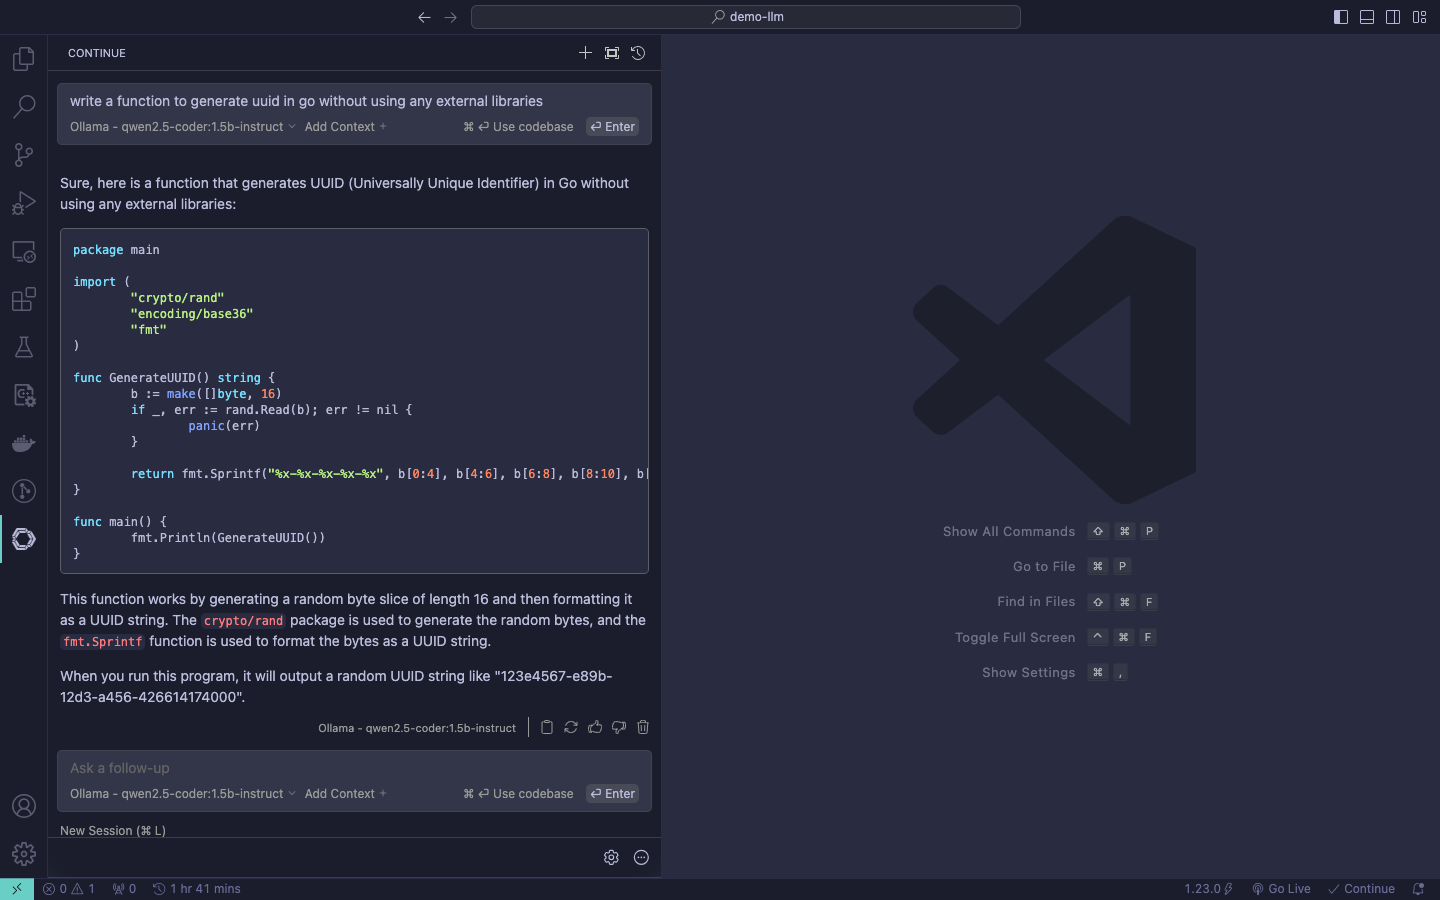 demo-llm
CONTINUE
write a function to generate uuid in go without using any external libraries
Ollama - qwen2.5-coder:1.5b-instruct Add Context + ⌘ ⏎ Use codebase ⏎ Enter
Sure, here is a function that generates UUID (Universally Unique Identifier) in Go without
using any external libraries:
package main
import (
"crypto/rand"
"encoding/base36"
"fmt"
)
func GenerateUUID() string {
b := make([]byte, 16)
if _, err := rand.Read(b); err != nil {
panic(err)
}
return fmt.Sprintf("%x-%x-%x-%x-%x", b[0:4], b[4:6], b[6:8], b[8:10], b[
}
func main() {
fmt.Println(GenerateUUID())
}
This function works by generating a random byte slice of length 16 and then formatting it
as a UUID string. The crypto/rand package is used to generate the random bytes, and the
fmt.Sprintf function is used to format the bytes as a UUID string.
When you run this program, it will output a random UUID string like "123e4567-e89b-
12d3-a456-426614174000".
Ollama - qwen2.5-coder:1.5b-instruct
Ask a follow-up
Ollama - qwen2.5-coder:1.5b-instruct Add Context + ⌘ ⏎ Use codebase ⏎ Enter
New Session (⌘ L)
Show All Commands ⇧ ⌘ P
Go to File ⌘ P
Find in Files ⇧ ⌘ F
Toggle Full Screen ^ ⌘ F
Show Settings ⌘ ,
0 1 0 1 hr 41 mins 1.23.0 Go Live Continue